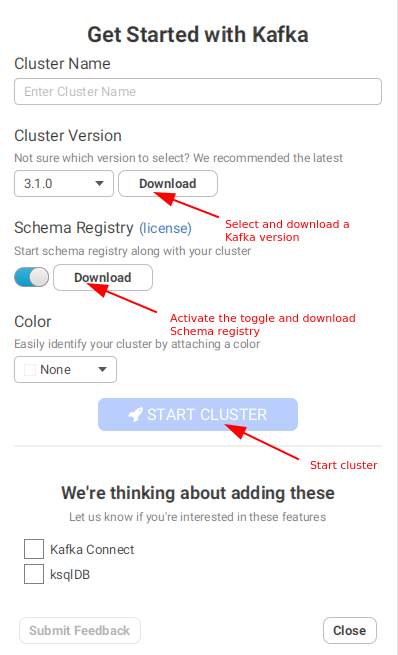 Get Started with Kafka
Cluster Name
Enter Cluster Name
Cluster Version
Not sure which version to select? We recommended the latest
3.1.0
Download
Select and download a
Kafka version
Schema Registry (license)
Start schema registry along with your cluster
Download
Activate the toggle and download
Schema registry
Color
Easily identify your cluster by attaching a color
None
START CLUSTER
Start cluster
We're thinking about adding these
Let us know if you're interested in these features
Kafka Connect
ksqlDB
Submit Feedback
Close